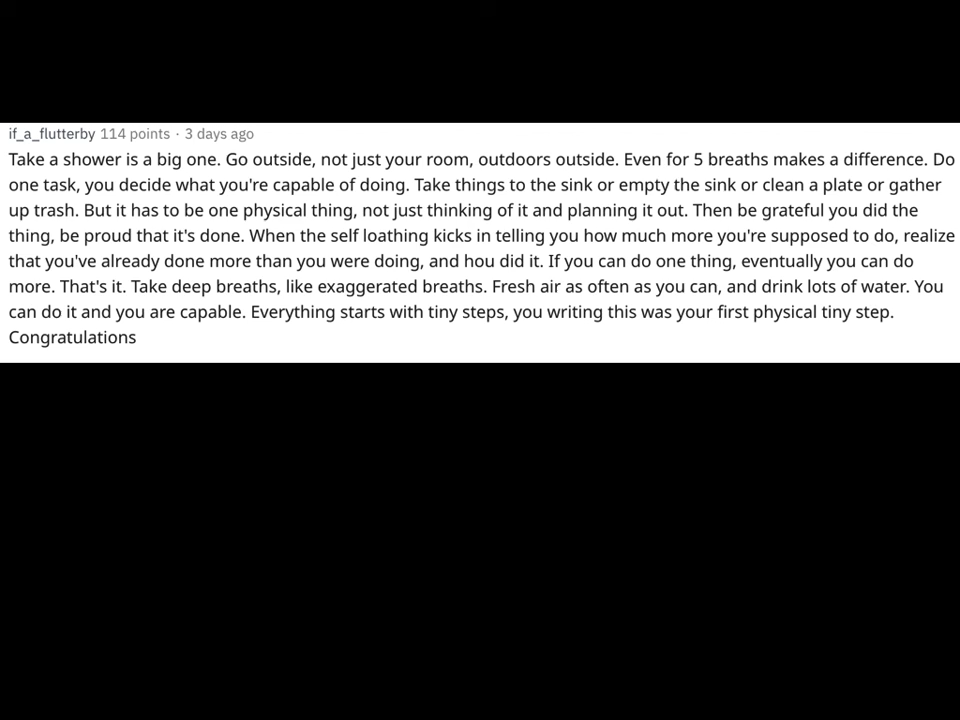 if_a_flutterby 114 points · 3 days ago
Take a shower is a big one. Go outside, not just your room, outdoors outside. Even for 5 breaths makes a difference. Do
one task, you decide what you're capable of doing. Take things to the sink or empty the sink or clean a plate or gather
up trash. But it has to be one physical thing, not just thinking of it and planning it out. Then be grateful you did the
thing, be proud that it's done. When the self loathing kicks in telling you how much more you're supposed to do, realize
that you've already done more than you were doing, and hou did it. If you can do one thing, eventually you can do
more. That's it. Take deep breaths, like exaggerated breaths. Fresh air as often as you can, and drink lots of water. You
can do it and you are capable. Everything starts with tiny steps, you writing this was your first physical tiny step.
Congratulations